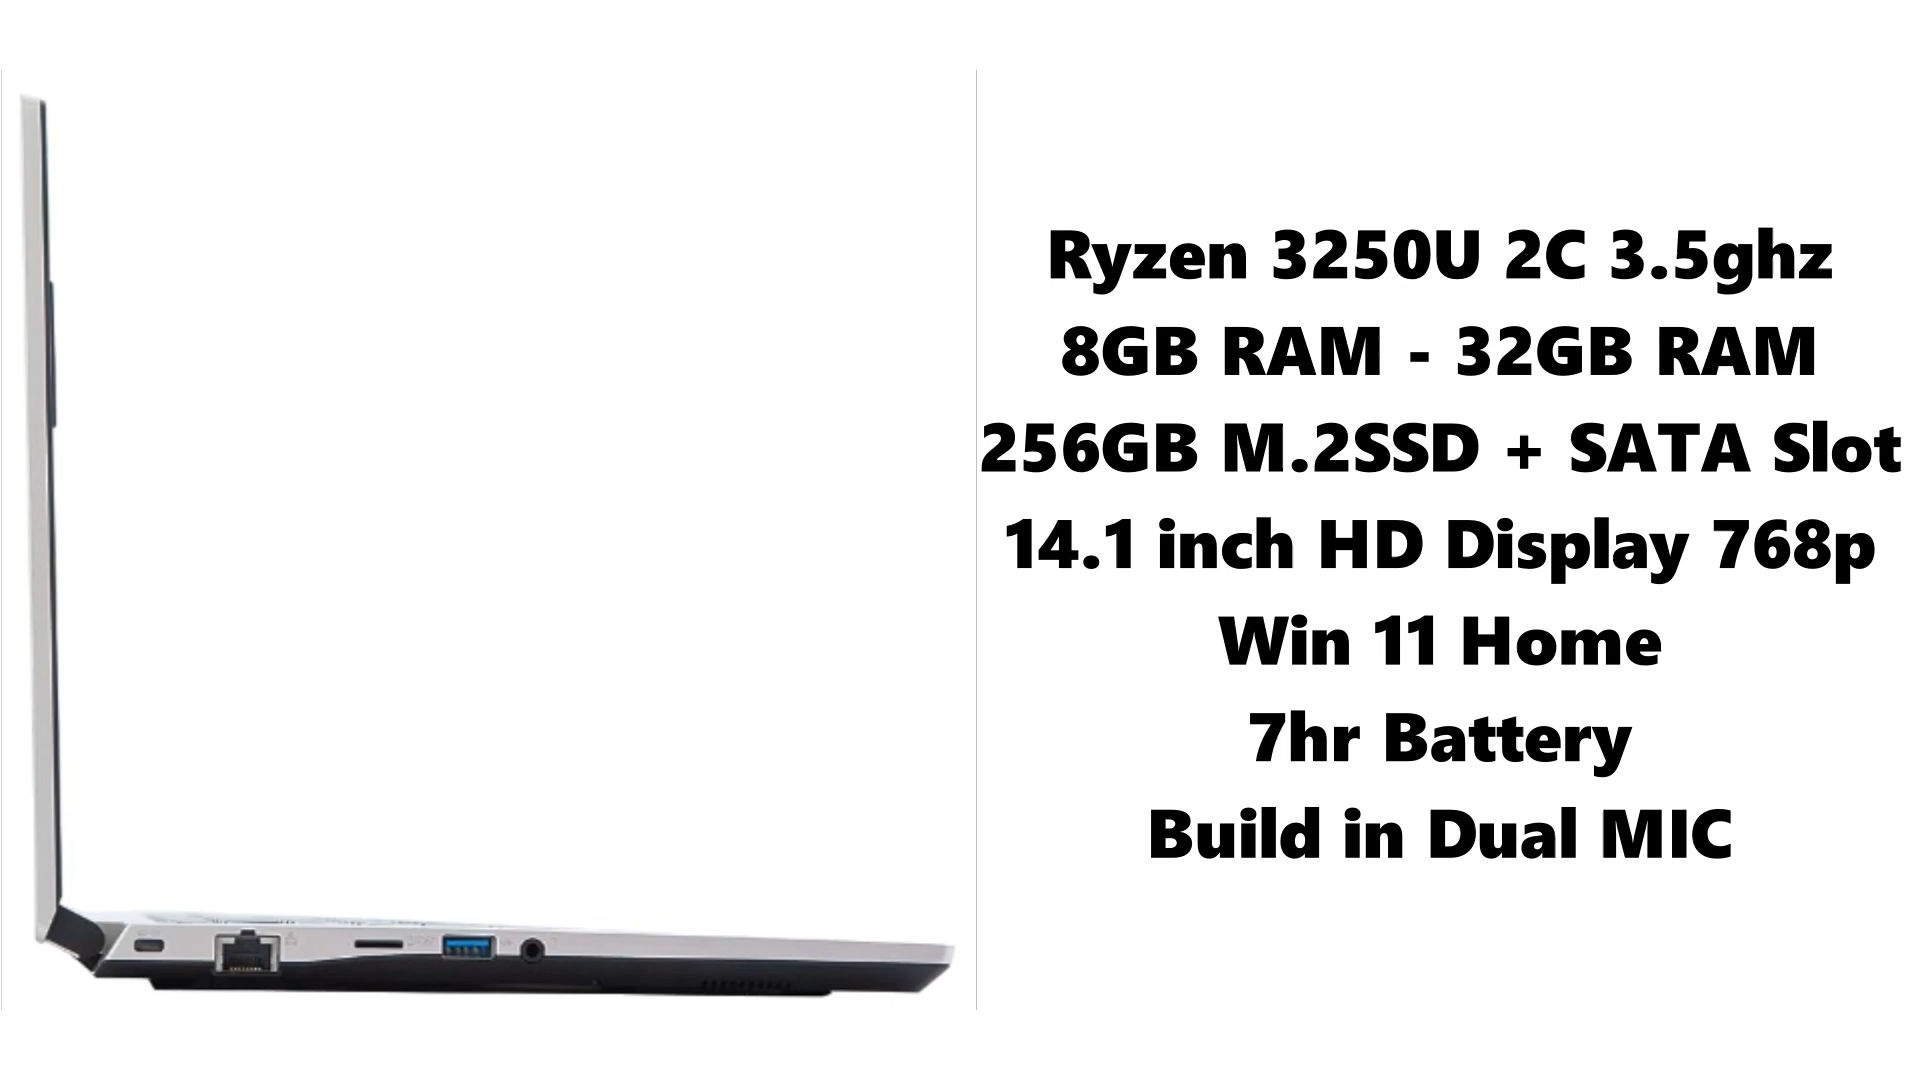 Ryzen 3250U 2C 3.5ghz
8GB RAM - 32GB RAM
256GB M.2SSD + SATA Slot
14.1 inch HD Display 768p
Win 11 Home
7hr Battery
Build in Dual MIC